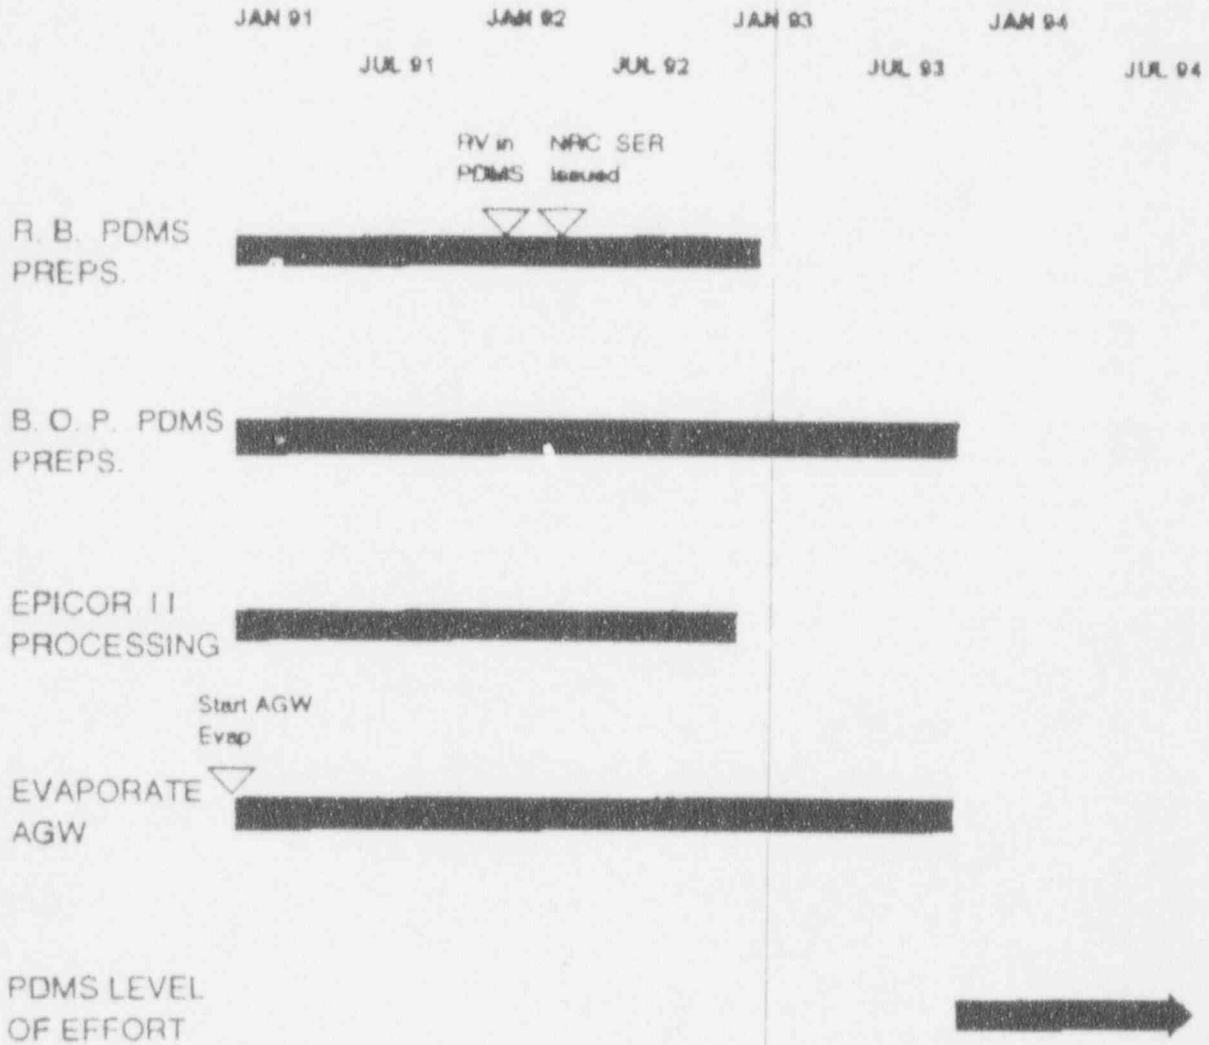 JAN 91 JAN 92 JAN 93 JAN 94
JUL 91 JUL 92 JUL 93 JUL 94
RV in NRC SER
PDMS Issued
R. B. PDMS
PREPS.
B. O. P. PDMS
PREPS.
EPICOR II
PROCESSING
Start AGW
Evap
EVAPORATE
AGW
PDMS LEVEL
OF EFFORT